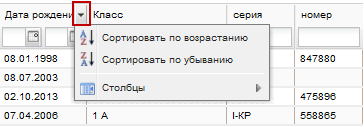 Дата рождени Класс серия номер
Сортировать по возрастанию
08.01.1998 847880
Сортировать по убыванию
08.07.2003
Столбцы
02.10.2013 475896
07.04.2006 1 А I-КР 558865